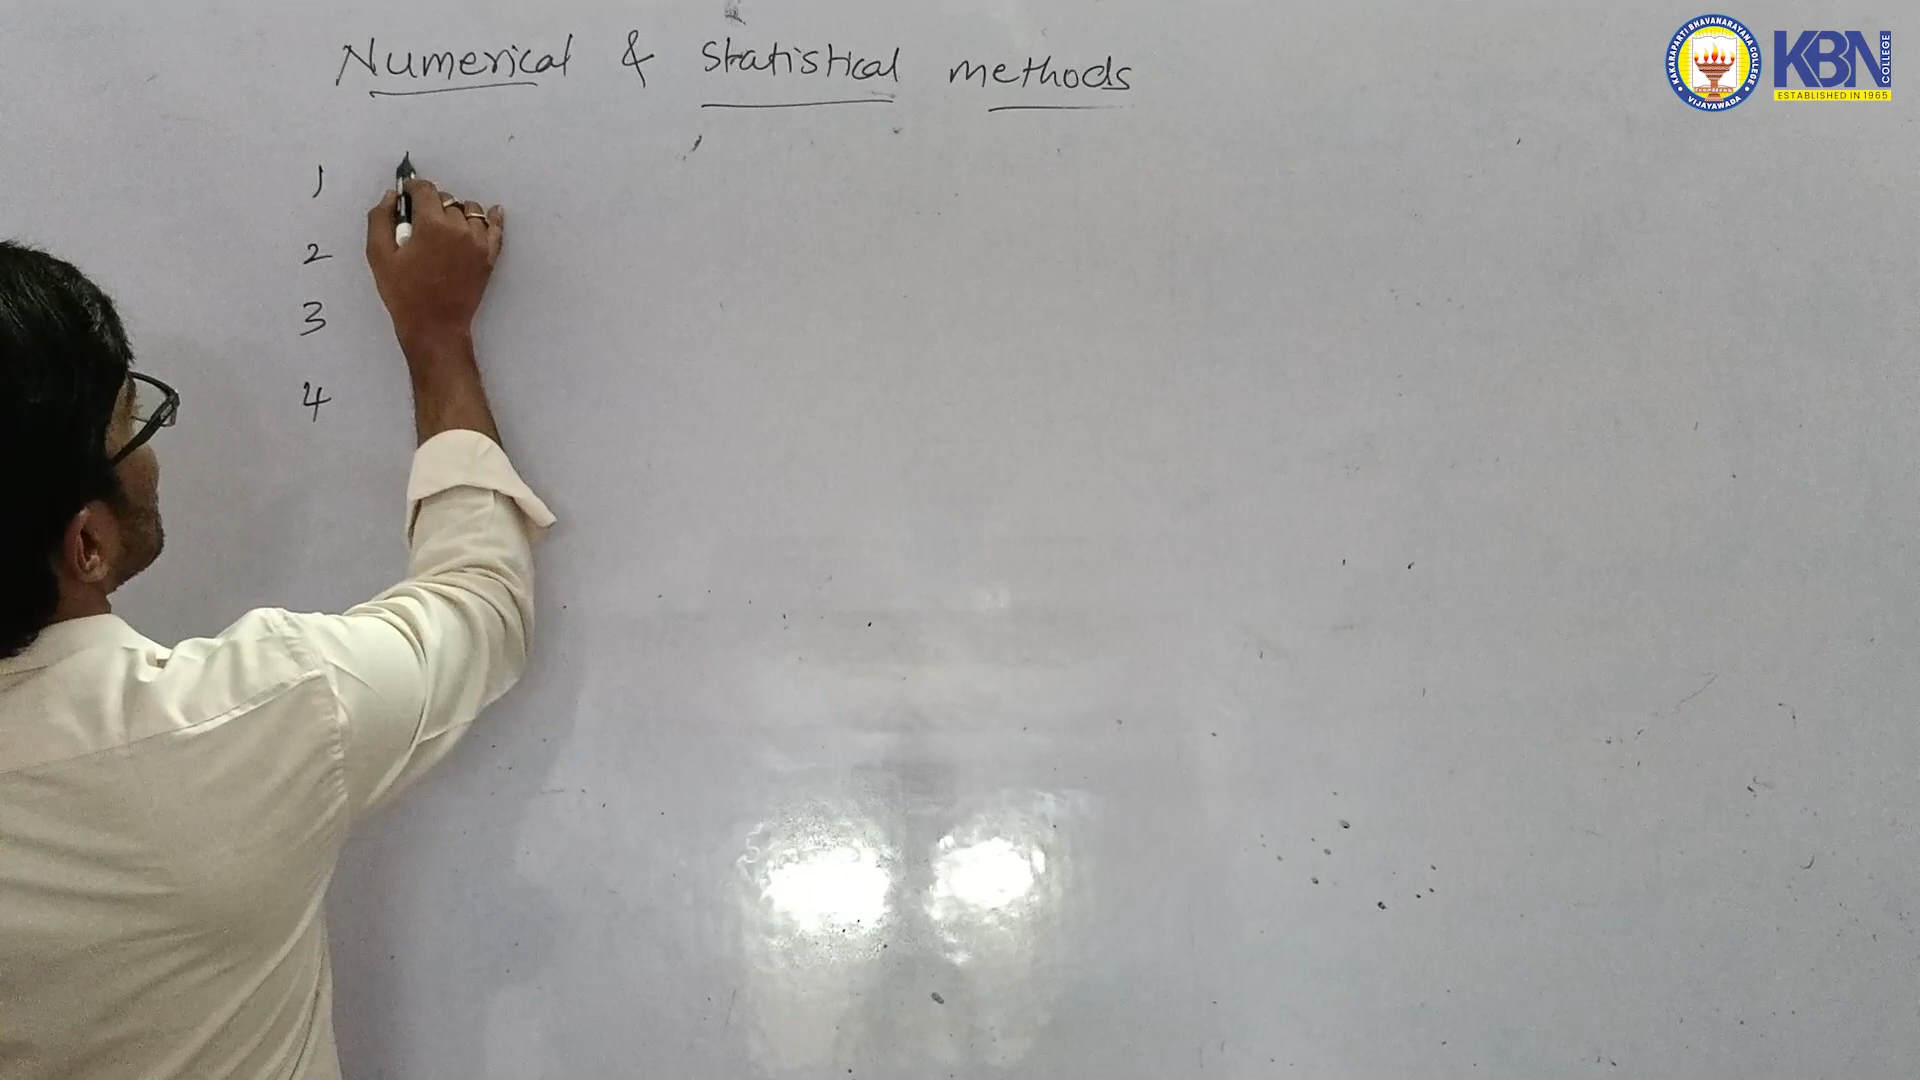 Numerical & Statistical methods
1
2
3
4
KAKARAPARTI BHAVANARAYANA COLLEGE
VIJAYAWADA
KBN
COLLEGE
ESTABLISHED IN 1965